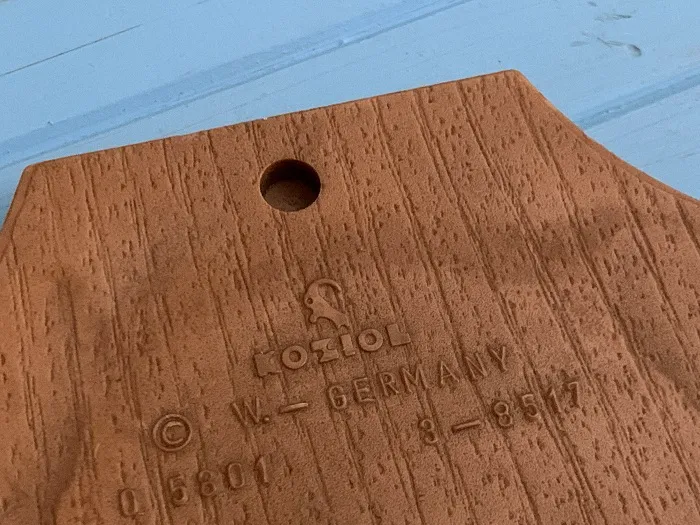 KOZIOL
W.-GERMANY
© 3-8517
Q 5801